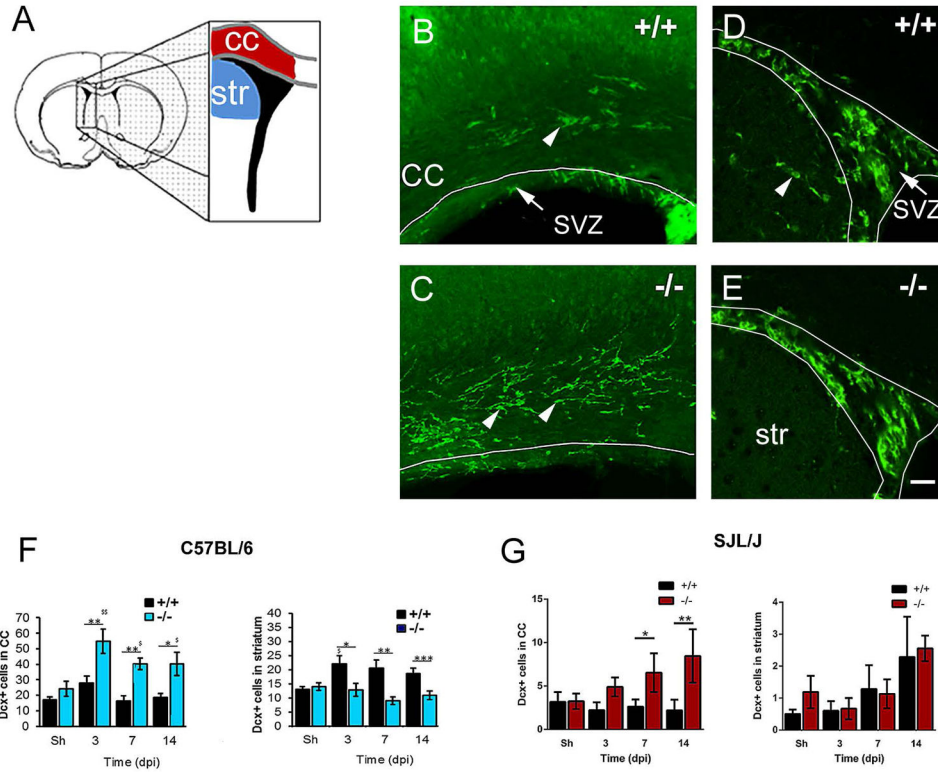 A
CC
str
B
+/+
CC
SVZ
D
+/+
SVZ
C
-/-
E
-/-
str
F
C57BL/6
+/+
-/-
Dcx+ cells in CC
70
60
50
40
30
20
10
0
**
$$
**
$
*
$
Sh
3
7
14
Time (dpi)
+/+
-/-
Dcx+ cells in striatum
40
35
30
25
20
15
10
5
0
$
*
**
***
Sh
3
7
14
Time (dpi)
G
SJL/J
+/+
-/-
Dcx+ cells in CC
15
10
5
0
*
**
Sh
3
7
14
Time (dpi)
+/+
-/-
Dcx+ cells in striatum
5
4
3
2
1
0
Sh
3
7
14
Time (dpi)